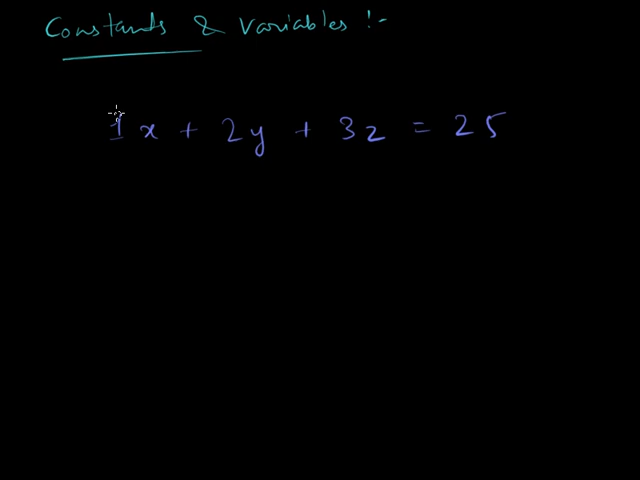 Constants & Variables :-
1x + 2y + 3z = 25